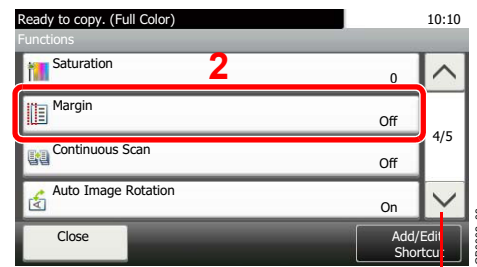 Ready to copy. (Full Color) 10:10
Functions
Saturation
2
0
Margin
Off
4/5
Continuous Scan
Off
Auto Image Rotation
On
Close
Add/Edit
Shortcut